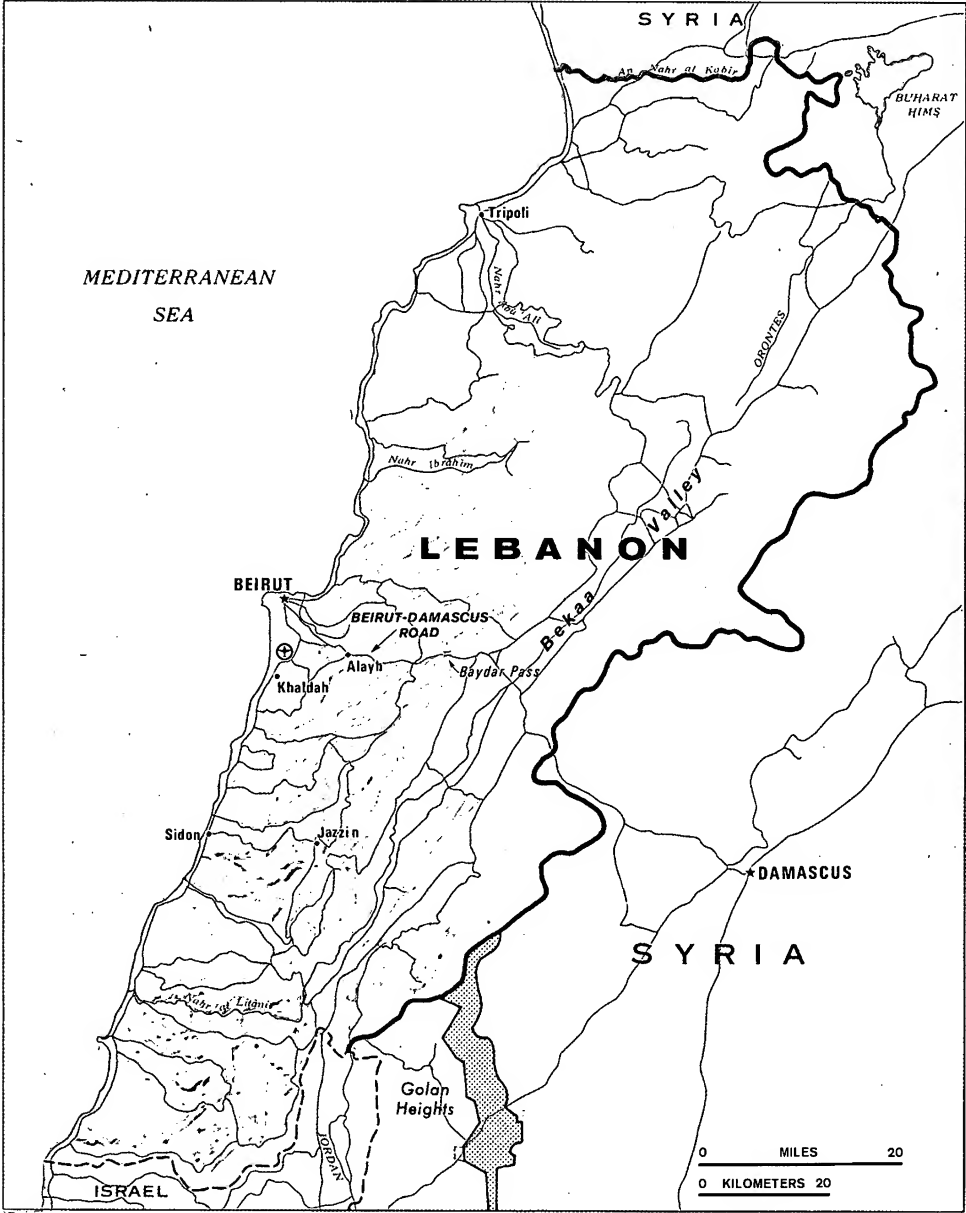 SYRIA
An Nahr al Kabir
BUHARAT
HIMŞ
Tripoli
MEDITERRANEAN
SEA
Nahr Abu Ali
ORONTES
Nahr Ibrahim
LEBANON
Bekaa Valley
BEIRUT
BEIRUT-DAMASCUS
ROAD
Alayh
Baydar Pass
Khaldah
Sidon
Jazzin
DAMASCUS
SYRIA
Nahr al Litani
Golan
Heights
JORDAN
ISRAEL
0 MILES 20
0 KILOMETERS 20